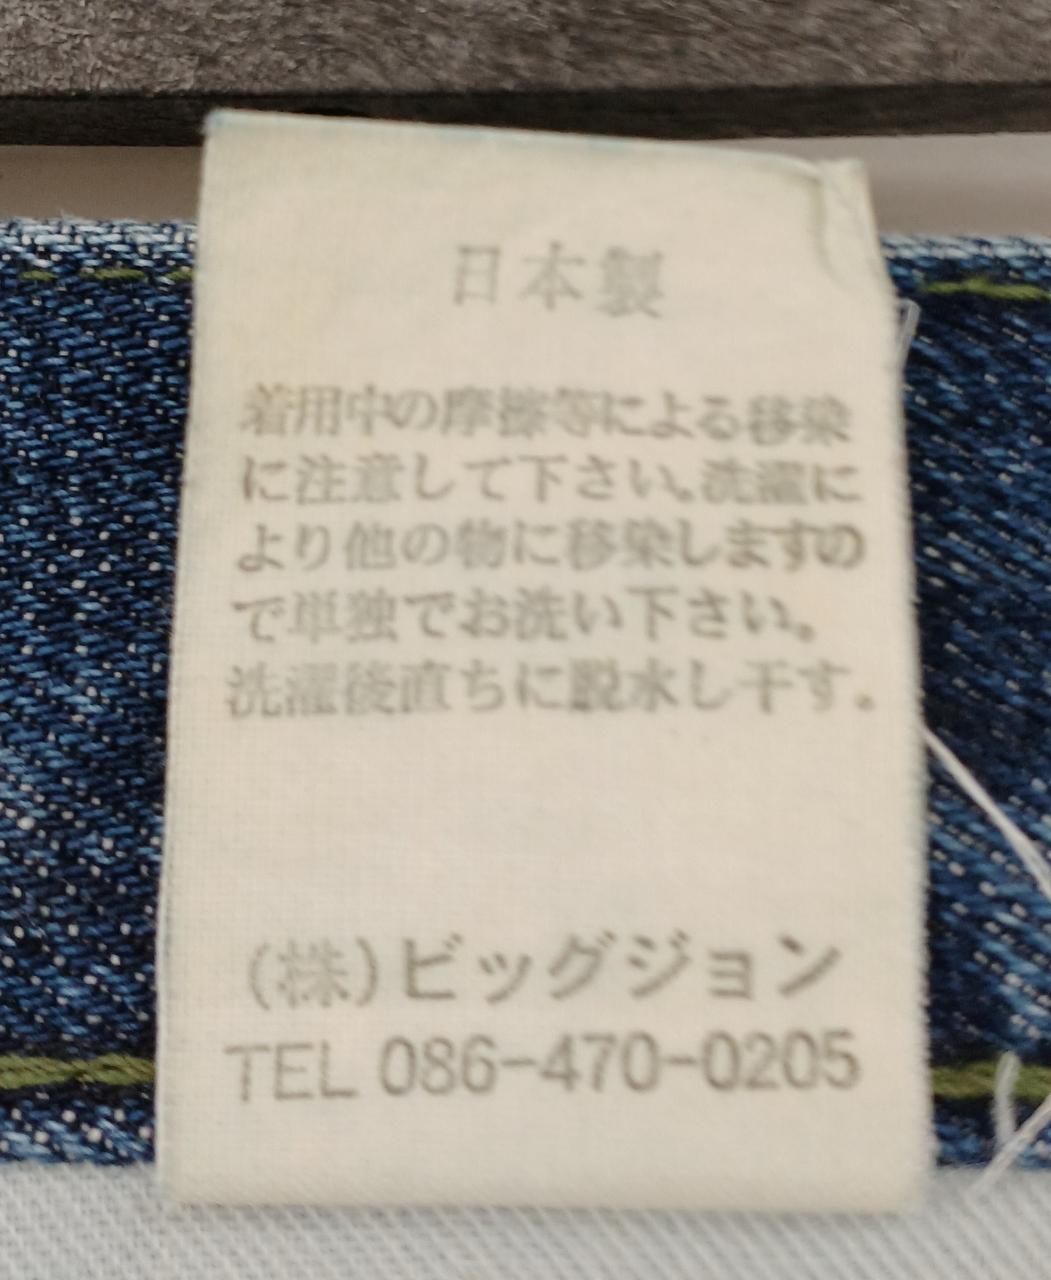 日本製
着用中の摩擦等による移染
に注意して下さい。洗濯に
より他の物に移染しますの
で単独でお洗い下さい。
洗濯後直ちに脱水し干す。
(株)ビッグジョン
TEL 086-470-0205